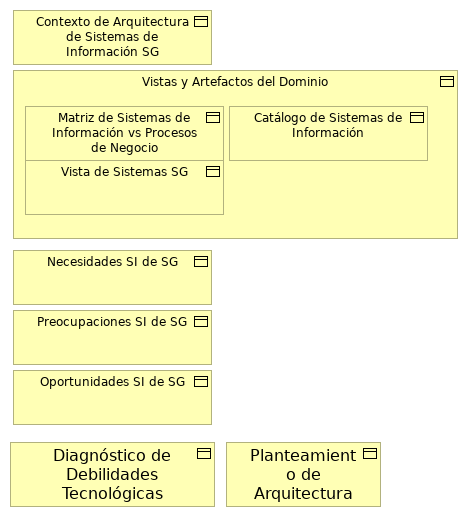 Contexto de Arquitectura
de Sistemas de
Información SG
Vistas y Artefactos del Dominio
Matriz de Sistemas de
Información vs Procesos
de Negocio
Catálogo de Sistemas de
Información
Vista de Sistemas SG
Necesidades SI de SG
Preocupaciones SI de SG
Oportunidades SI de SG
Diagnóstico de
Debilidades
Tecnológicas
Planteamient
o de
Arquitectura